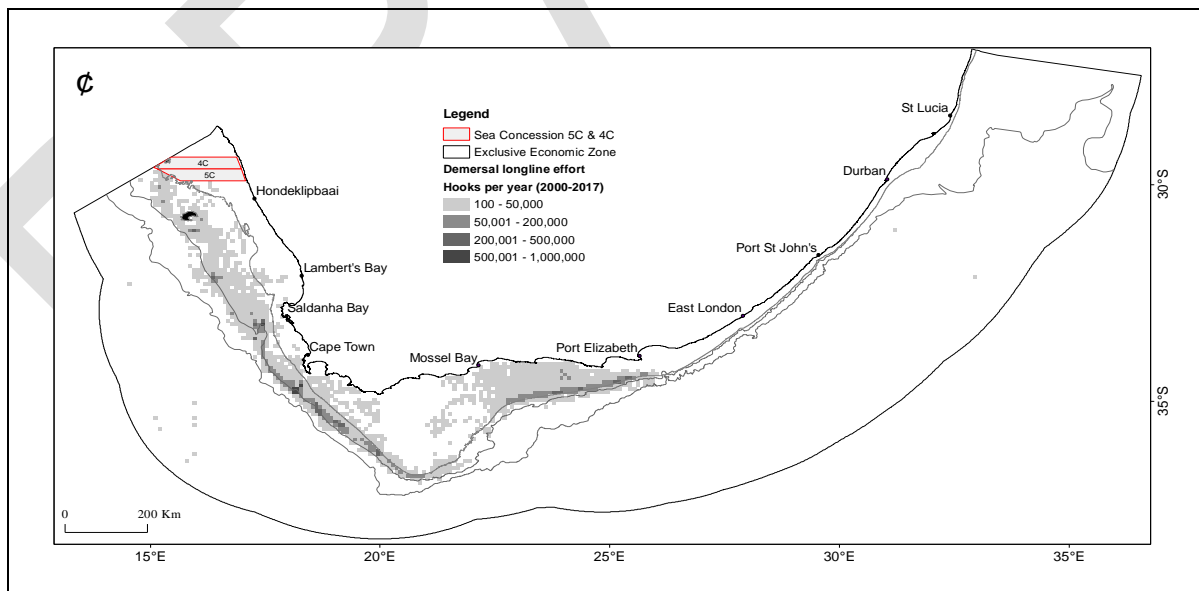 ₵
Legend
Sea Concession 5C & 4C
Exclusive Economic Zone
Demersal longline effort
Hooks per year (2000-2017)
100 - 50,000
50,001 - 200,000
200,001 - 500,000
500,001 - 1,000,000
4C
5C
St Lucia
Durban
Hondeklipbaai
Port St John's
Lambert's Bay
Saldanha Bay
East London
Cape Town
Mossel Bay
Port Elizabeth
30°S
35°S
0 200 Km
15°E 20°E 25°E 30°E 35°E